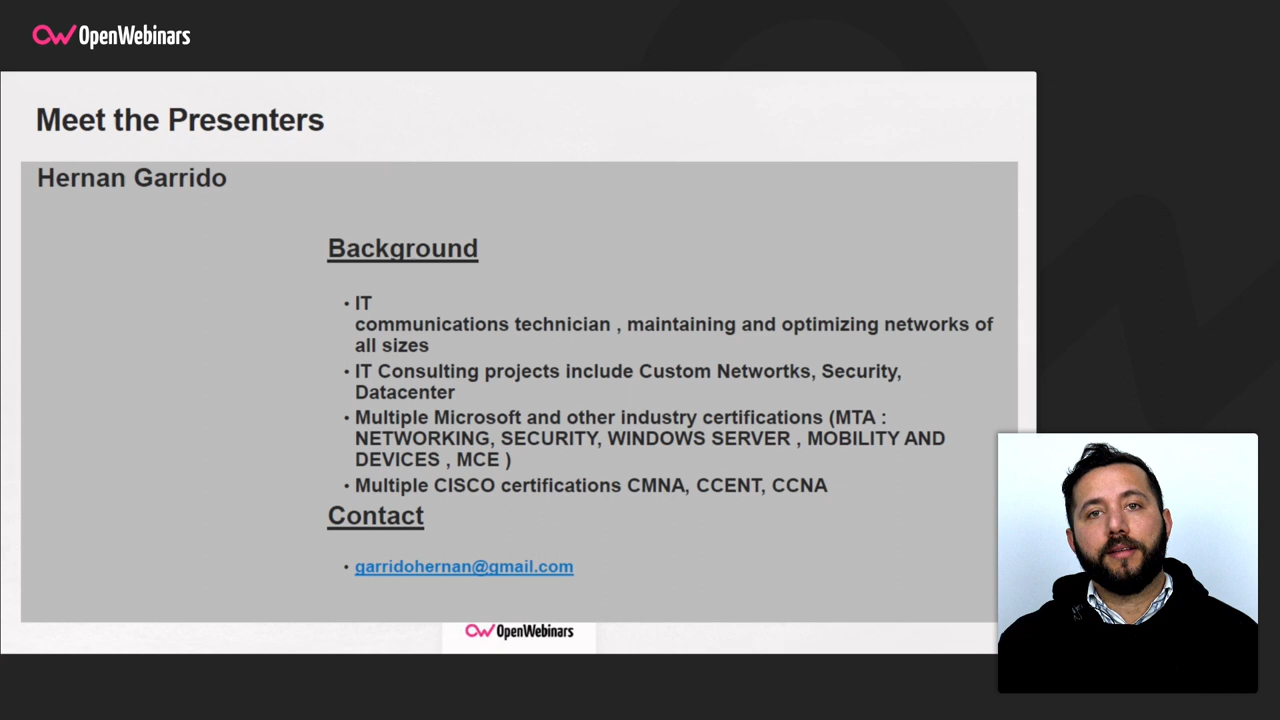 OpenWebinars
Meet the Presenters
Hernan Garrido
Background
• IT
communications technician , maintaining and optimizing networks of
all sizes
• IT Consulting projects include Custom Networtks, Security,
Datacenter
• Multiple Microsoft and other industry certifications (MTA :
NETWORKING, SECURITY, WINDOWS SERVER , MOBILITY AND
DEVICES , MCE )
• Multiple CISCO certifications CMNA, CCENT, CCNA
Contact
• garridohernan@gmail.com
OpenWebinars